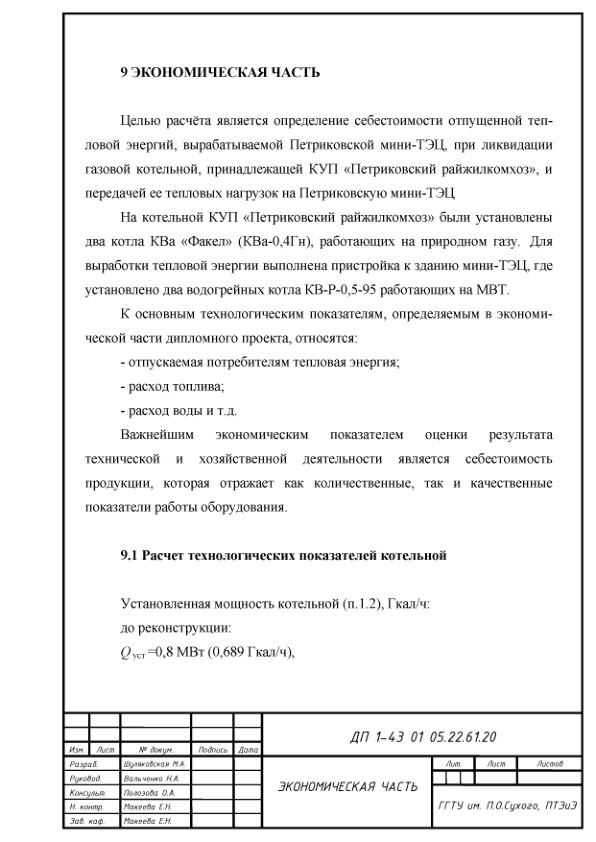 9 ЭКОНОМИЧЕСКАЯ ЧАСТЬ
Целью расчёта является определение себестоимости отпущенной теп-
ловой энергий, вырабатываемой Петриковской мини-ТЭЦ, при ликвидации
газовой котельной, принадлежащей КУП «Петриковский райжилкомхоз», и
передачей ее тепловых нагрузок на Петриковскую мини-ТЭЦ
На котельной КУП «Петриковский райжилкомхоз» были установлены
два котла КВа «Факел» (КВа-0,4Гн), работающих на природном газу. Для
выработки тепловой энергии выполнена пристройка к зданию мини-ТЭЦ, где
установлено два водогрейных котла КВ-Р-0,5-95 работающих на МВТ.
К основным технологическим показателям, определяемым в экономи-
ческой части дипломного проекта, относятся:
- отпускаемая потребителям тепловая энергия;
- расход топлива;
- расход воды и т.д.
Важнейшим экономическим показателем оценки результата
технической и хозяйственной деятельности является себестоимость
продукции, которая отражает как количественные, так и качественные
показатели работы оборудования.
9.1 Расчет технологических показателей котельной
Установленная мощность котельной (п.1.2), Гкал/ч:
до реконструкции:
Q уст =0,8 МВт (0,689 Гкал/ч),
ДП 1-43 01 05.22.61.20
Изм. Лист № докум. Подпись Дата
Разраб. Шуляковская М.А.
Руковод. Вальченко Н.А.
Консульт. Полозова О.А.
Н. контр. Макеева Е.Н.
Зав. каф. Макеева Е.Н.
ЭКОНОМИЧЕСКАЯ ЧАСТЬ
Лит. Лист Листов
ГГТУ им. П.О.Сухого, ПТЭиЭ